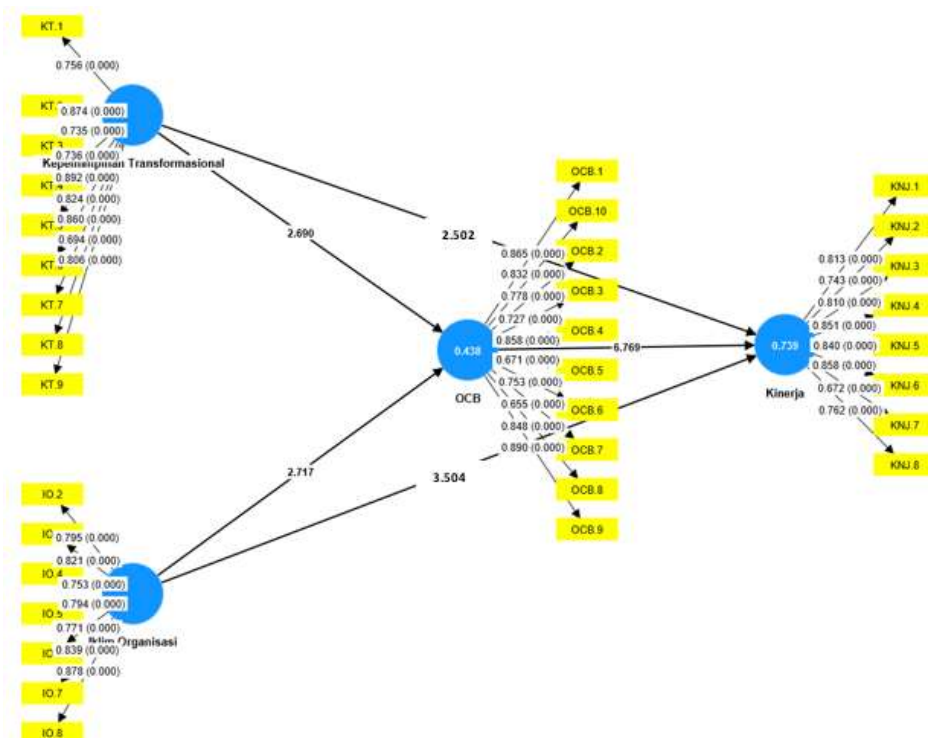 KT.1
0.756 (0.000)
KT.
0.874 (0.000)
0.735 (0.000)
KT.3
0.736 (0.000)
Kepemimpinan Transformasional
0.892 (0.000)
KT.4
0.824 (0.000)
0.860 (0.000)
0.694 (0.000)
0.806 (0.000)
KT.7
KT.8
KT.9
2.690
2.502
OCB.1
OCB.10
OCB.2
OCB.3
OCB.4
OCB.5
OCB.6
OCB.7
OCB.8
OCB.9
0.865 (0.000)
0.832 (0.000)
0.778 (0.000)
0.727 (0.000)
0.858 (0.000)
0.671 (0.000)
0.753 (0.000)
0.655 (0.000)
0.848 (0.000)
0.890 (0.000)
0.438
OCB
6.769
KNJ.1
KNJ.2
KNJ.3
KNJ.4
KNJ.5
KNJ.6
KNJ.7
KNJ.8
0.813 (0.000)
0.743 (0.000)
0.810 (0.000)
0.851 (0.000)
0.840 (0.000)
0.858 (0.000)
0.672 (0.000)
0.762 (0.000)
0.739
Kinerja
2.717
3.504
IO.2
0.795 (0.000)
IO.
0.821 (0.000)
IO.4
0.753 (0.000)
0.794 (0.000)
IO.5
0.771 (0.000)
Iklim Organisasi
0.839 (0.000)
IO.
0.878 (0.000)
IO.7
IO.8